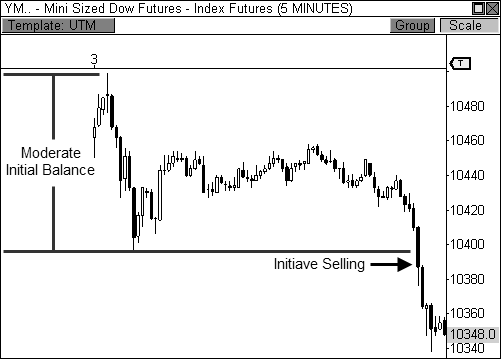 YM.. - Mini Sized Dow Futures - Index Futures (5 MINUTES)
Template: UTM
Group
Scale
3
T
10480
Moderate
Initial Balance
10460
10440
10420
10400
Initiave Selling
10380
10360
10348.0
10340